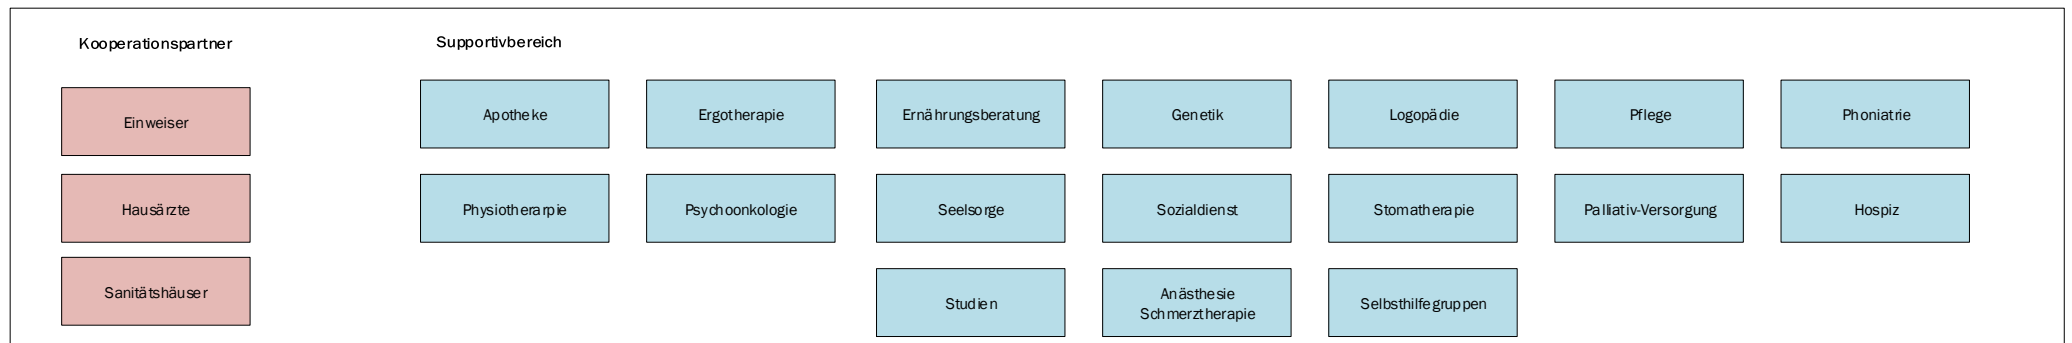 Kooperationspartner
Supportivbereich
Einweiser
Hausärzte
Sanitätshäuser
Apotheke
Ergotherapie
Ernährungsberatung
Genetik
Logopädie
Pflege
Phoniatrie
Physiotherarpie
Psychoonkologie
Seelsorge
Sozialdienst
Stomatherapie
Palliativ-Versorgung
Hospiz
Studien
Anästhesie
Schmerztherapie
Selbsthilfegruppen